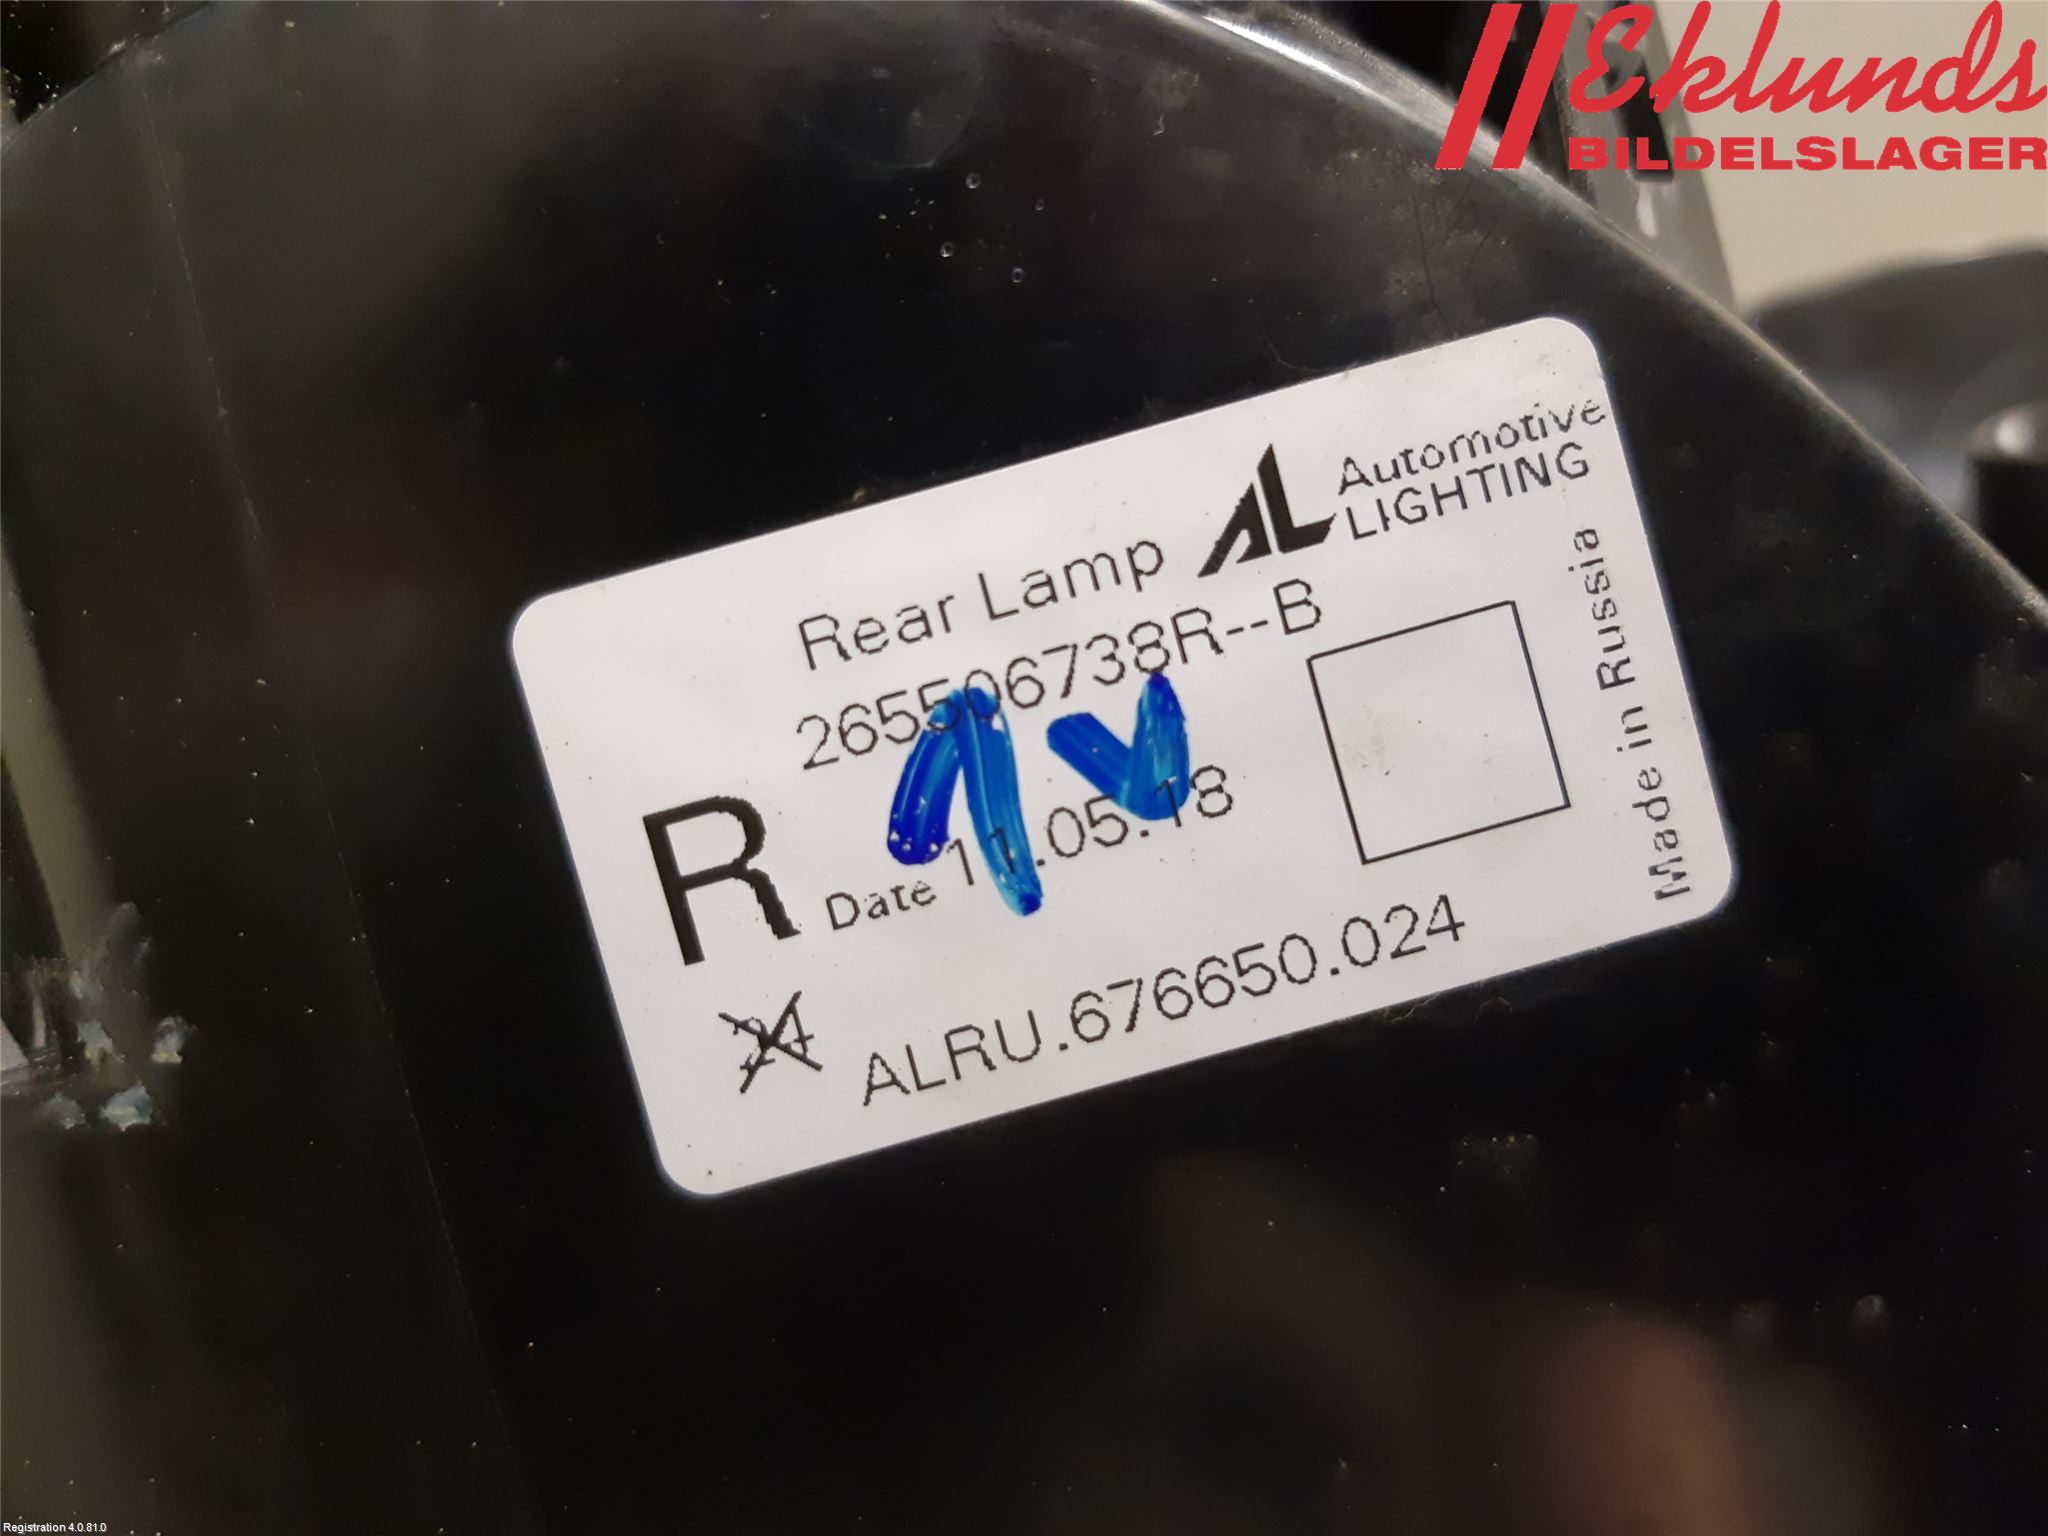 Eklunds
BILDELSLAGER
Automotive
LIGHTING
Rear Lamp
265506738R--B
Made in Russia
R
Date 11.05.18
24
ALRU.676650.024
Registration 4.0.81.0